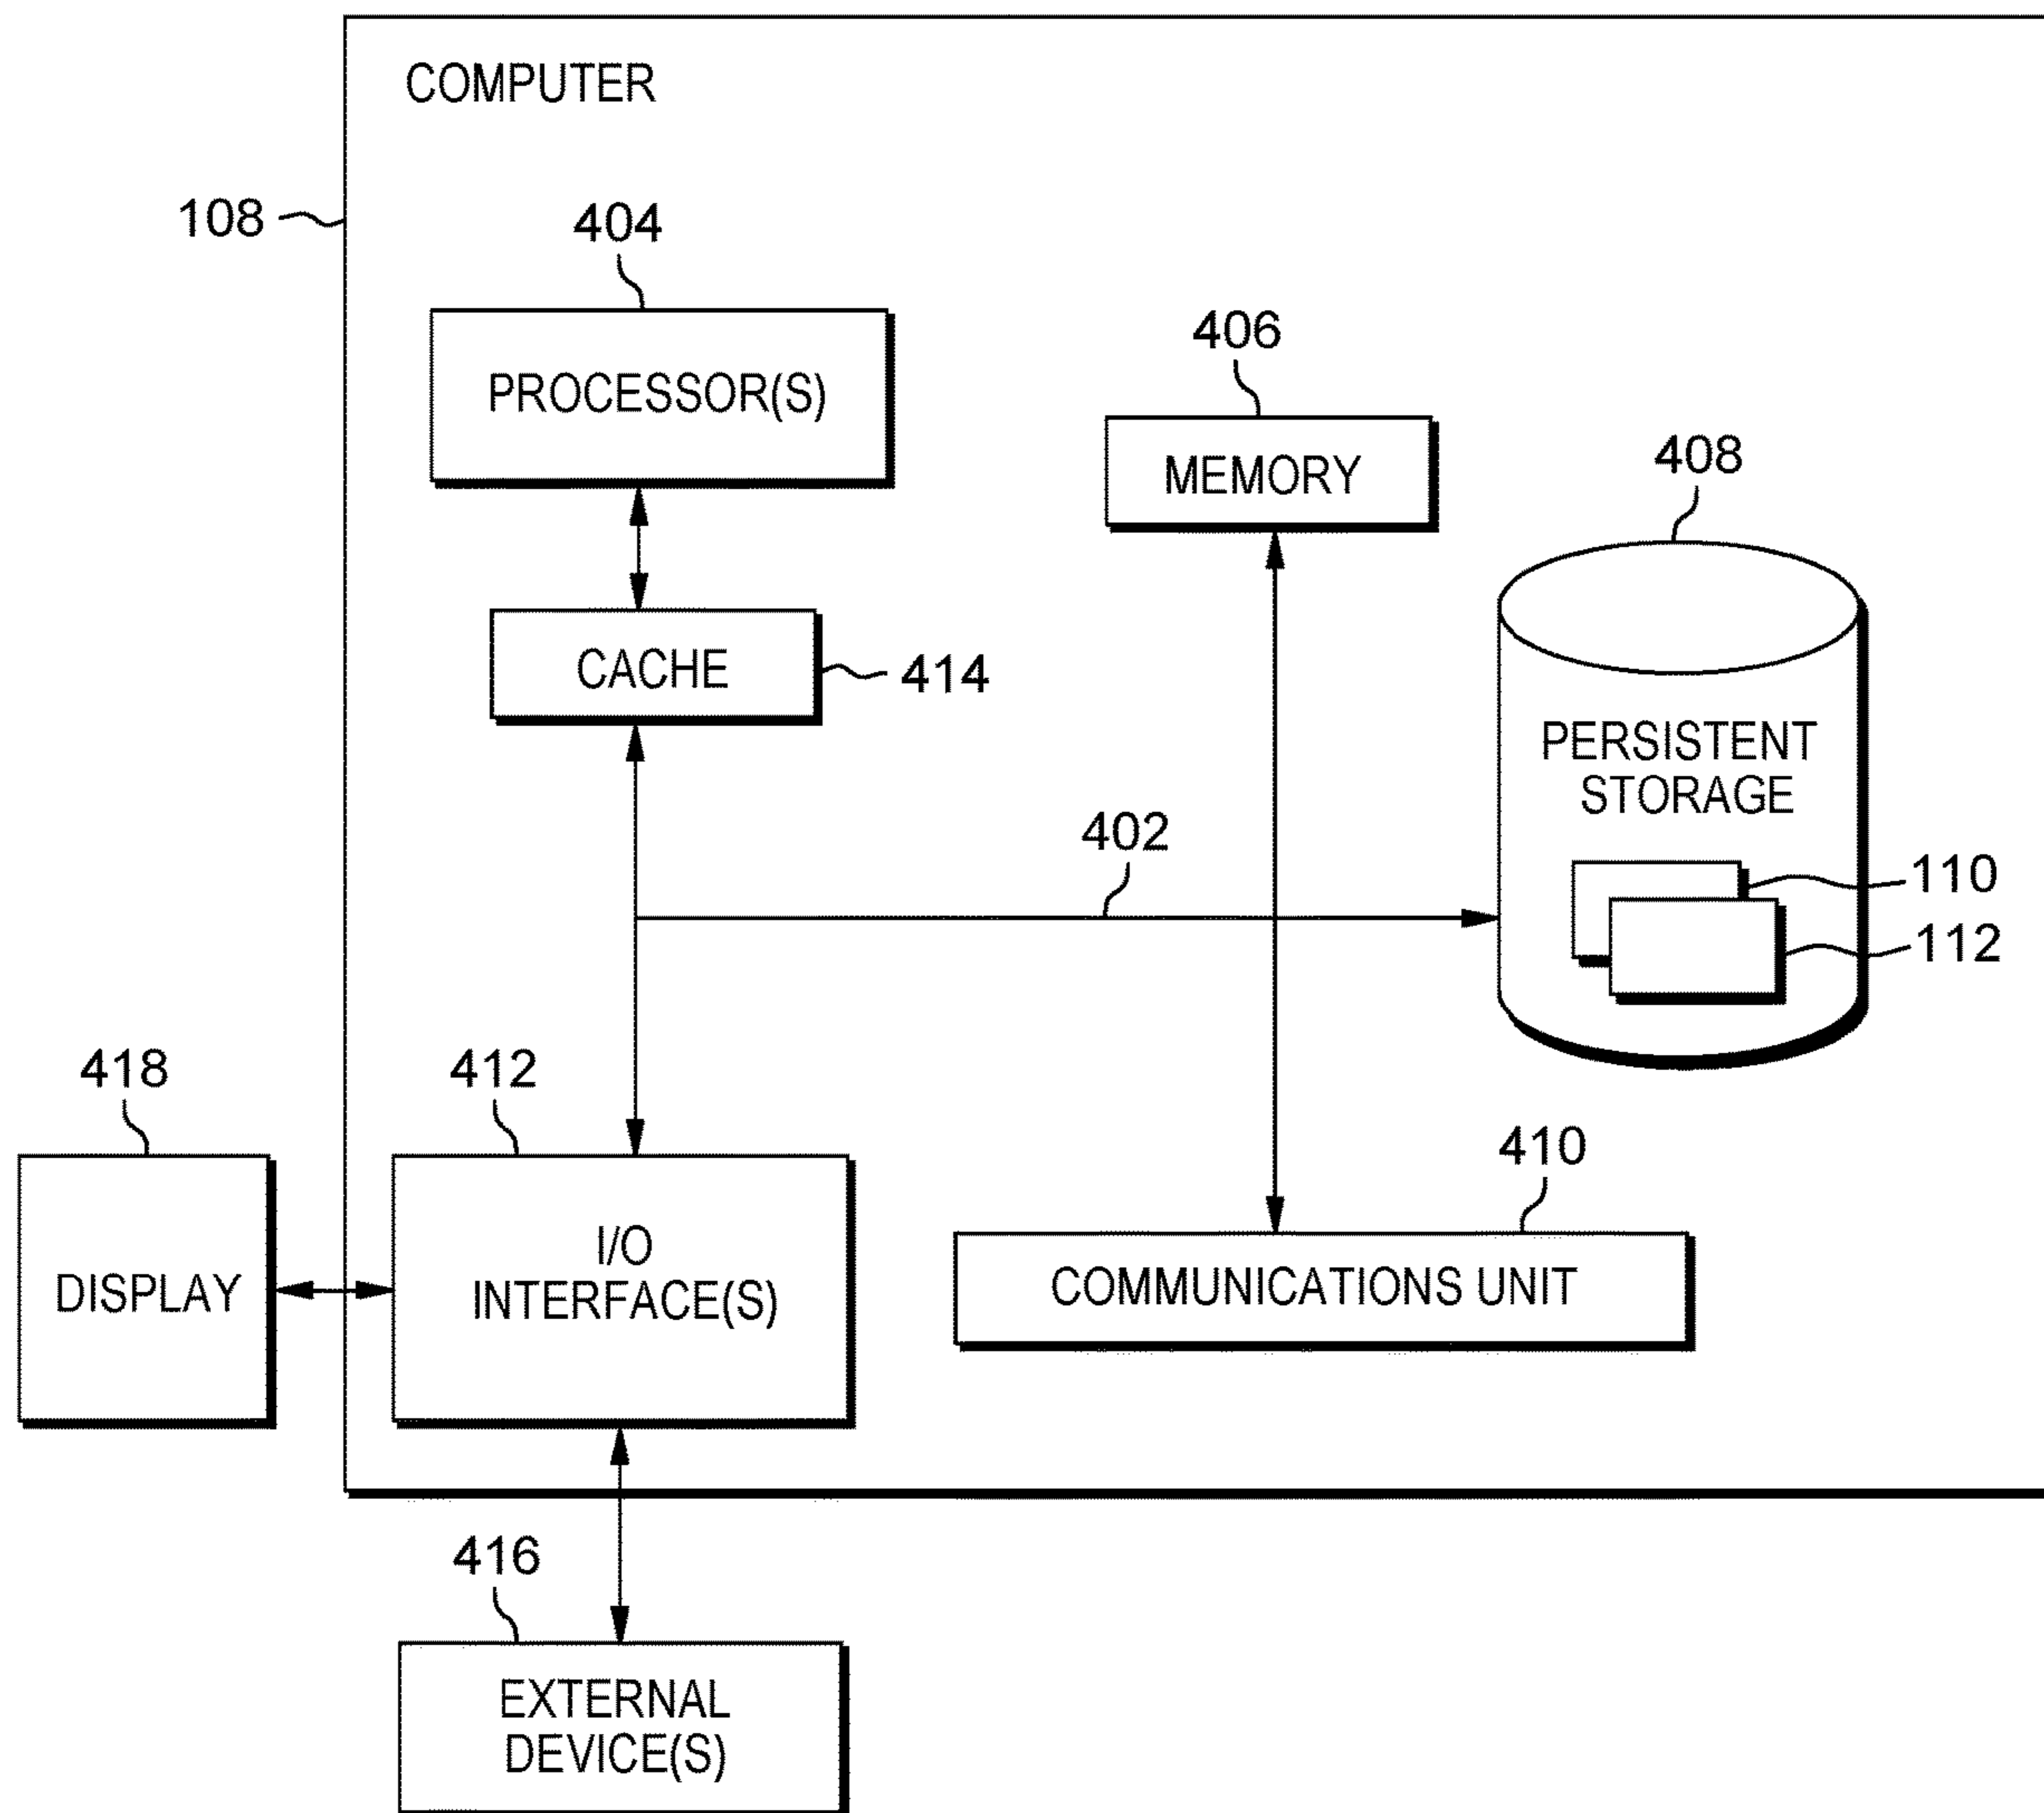 COMPUTER
108
404
PROCESSOR(S)
406
MEMORY
408
CACHE
414
PERSISTENT
STORAGE
402
110
112
418
412
410
DISPLAY
I/O
INTERFACE(S)
COMMUNICATIONS UNIT
416
EXTERNAL
DEVICE(S)